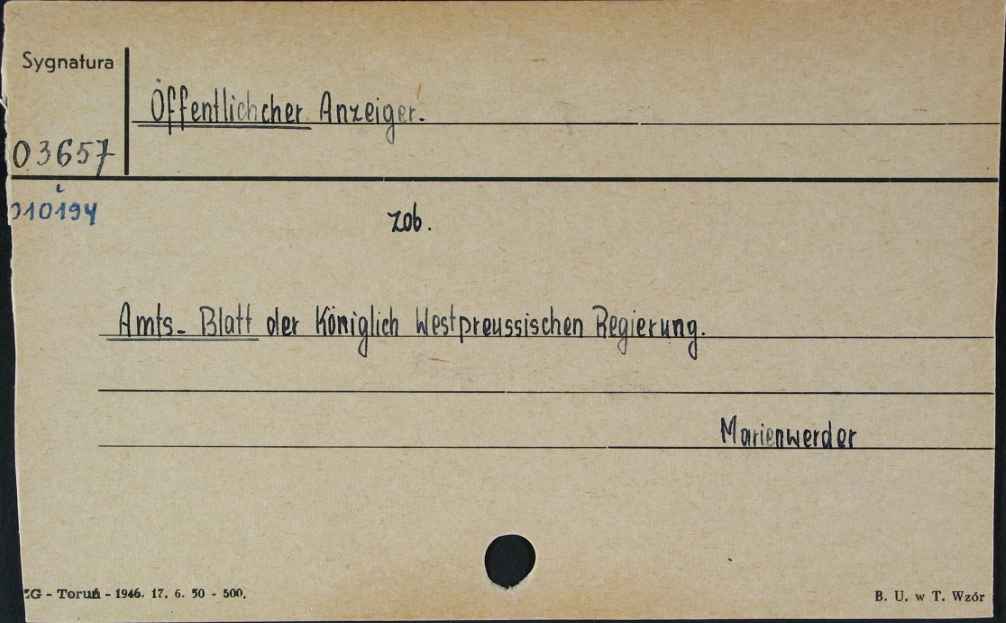 Sygnatura
Öffentlichcher Anzeiger.
03657
i
010194
zob.
Amts-Blatt der Königlich Westpreussischen Regierung.
Marienwerder
ZG - Toruń - 1946. 17. 6. 50 - 500.
B. U. w T. Wzór